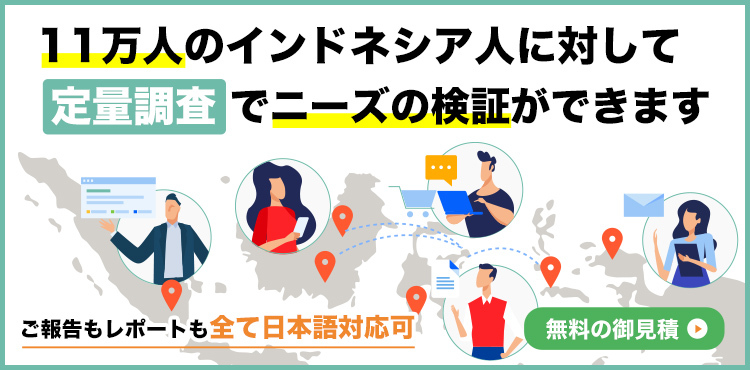 11万人のインドネシア人に対して
定量調査でニーズの検証ができます
ご報告もレポートも全て日本語対応可
無料の御見積